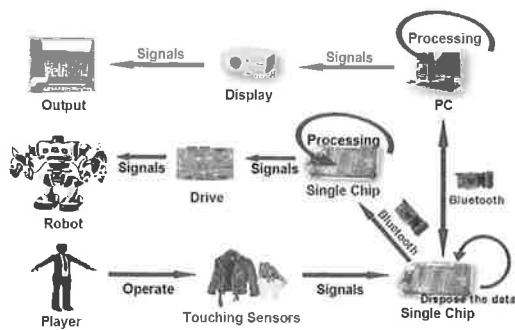 Processing
Signals
Signals
Output
Display
PC
Processing
Signals
Signals
Single Chip
Bluetooth
Drive
Robot
Bluetooth
Operate
Signals
Dispose the data
Player
Touching Sensors
Single Chip